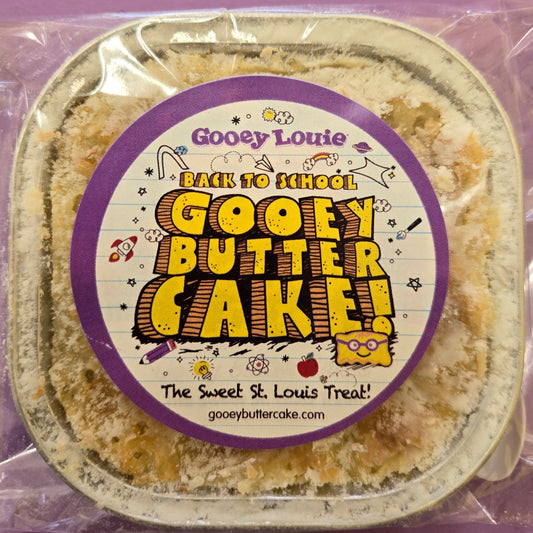 Gooey Louie
BACK TO SCHOOL
GOOEY
BUTTER
CAKE!
The Sweet St. Louis Treat!
gooeybuttercake.com